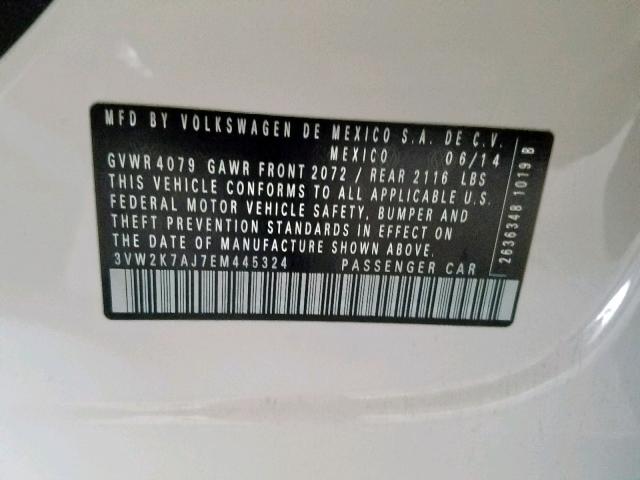 MFD BY VOLKSWAGEN DE MEXICO S.A. DE C.V.
MEXICO 06/14
GVWR 4079 GAWR FRONT 2072 / REAR 2116 LBS
THIS VEHICLE CONFORMS TO ALL APPLICABLE U.S.
FEDERAL MOTOR VEHICLE SAFETY, BUMPER AND
THEFT PREVENTION STANDARDS IN EFFECT ON
THE DATE OF MANUFACTURE SHOWN ABOVE.
3VW2K7AJ7EM445324 PASSENGER CAR
2636348 1019 B